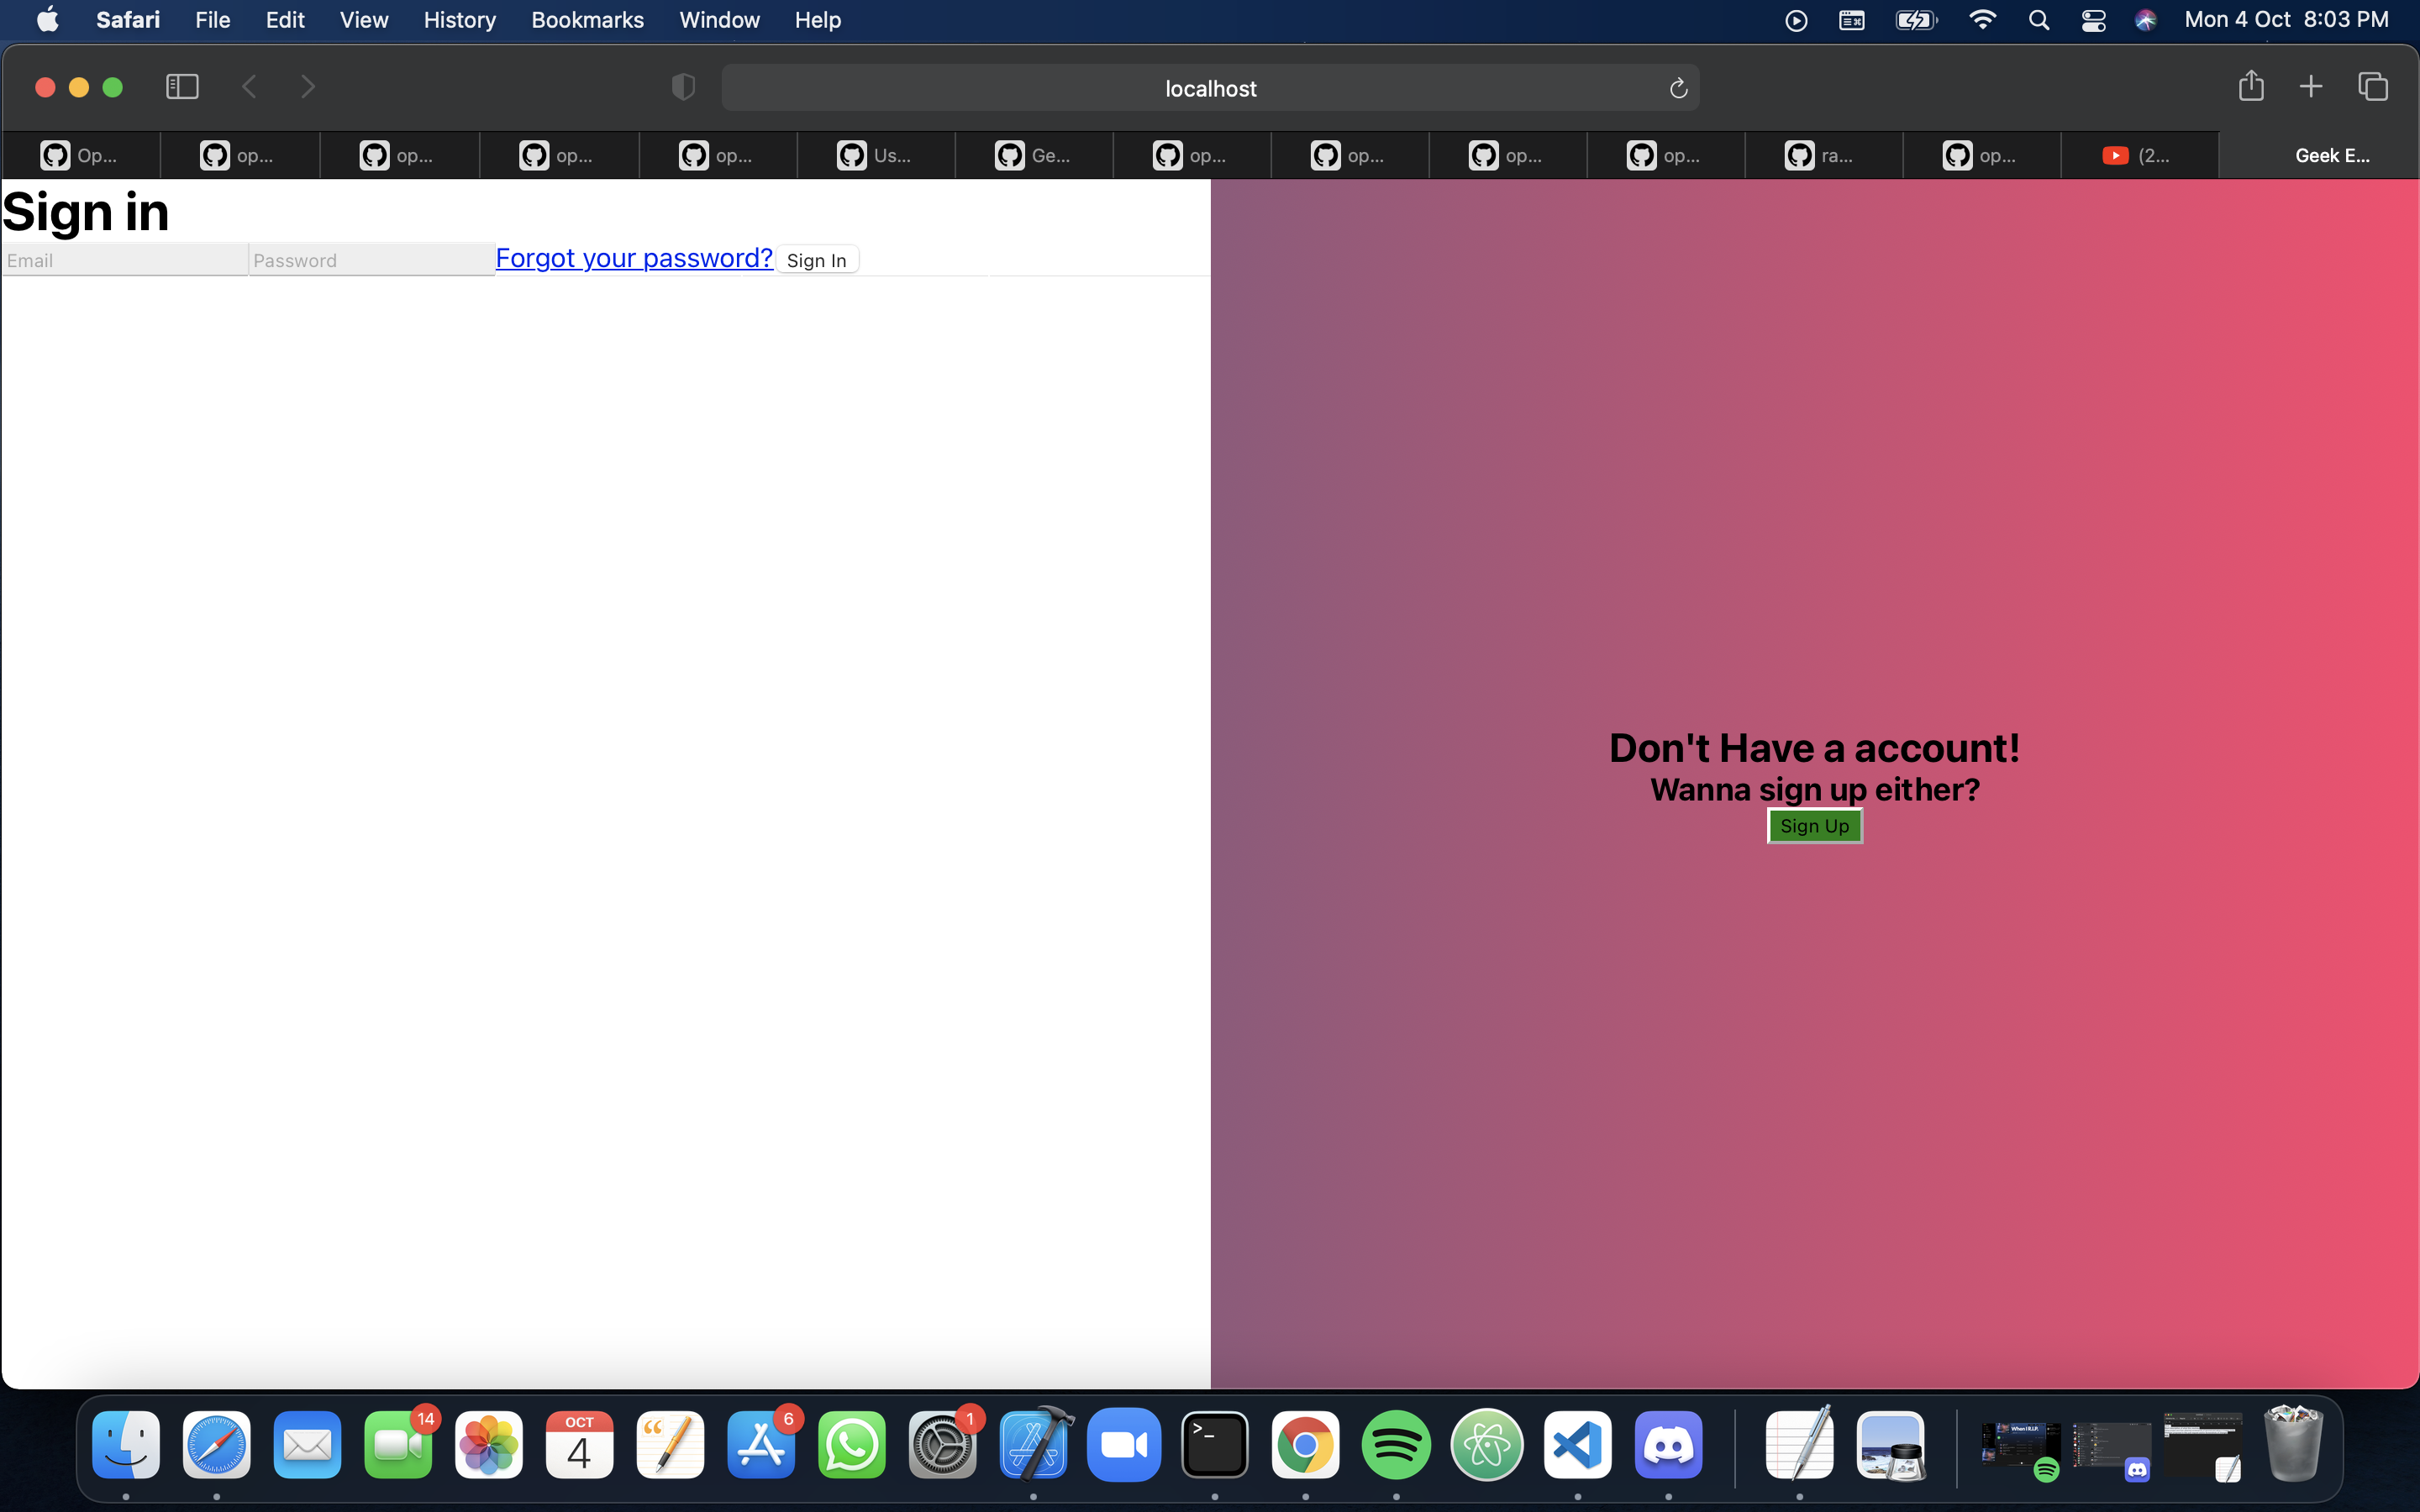 Safari File Edit View History Bookmarks Window Help Mon 4 Oct 8:03 PM
localhost
Op... op... op... op... op... Us... Ge... op... op... op... op... ra... op... (2... Geek E...
Sign in
Email Password Forgot your password? Sign In
Don't Have a account!
Wanna sign up either?
Sign Up
14 OCT 4 6 1
When I R.I.P.